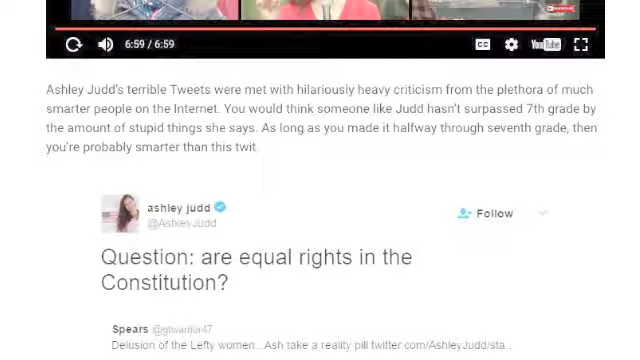 6:59 / 6:59
CC
YouTube
Ashley Judd's terrible Tweets were met with hilariously heavy criticism from the plethora of much
smarter people on the Internet. You would think someone like Judd hasn't surpassed 7th grade by
the amount of stupid things she says. As long as you made it halfway through seventh grade, then
you're probably smarter than this twit
ashley judd
@AshleyJudd
Follow
Question: are equal rights in the
Constitution?
Spears @gtwarrior47
Delusion of the Lefty women...Ash take a reality pill twitter.com/AshleyJudd/sta...